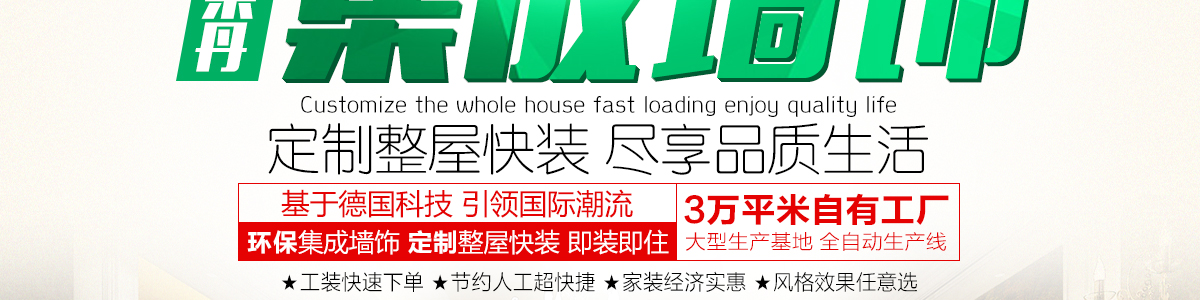 集成墙饰
Customize the whole house fast loading enjoy quality life
定制整屋快装 尽享品质生活
基于德国科技 引领国际潮流
环保集成墙饰 定制整屋快装 即装即住
3万平米自有工厂
大型生产基地 全自动生产线
★工装快速下单 ★节约人工超快捷 ★家装经济实惠 ★风格效果任意选